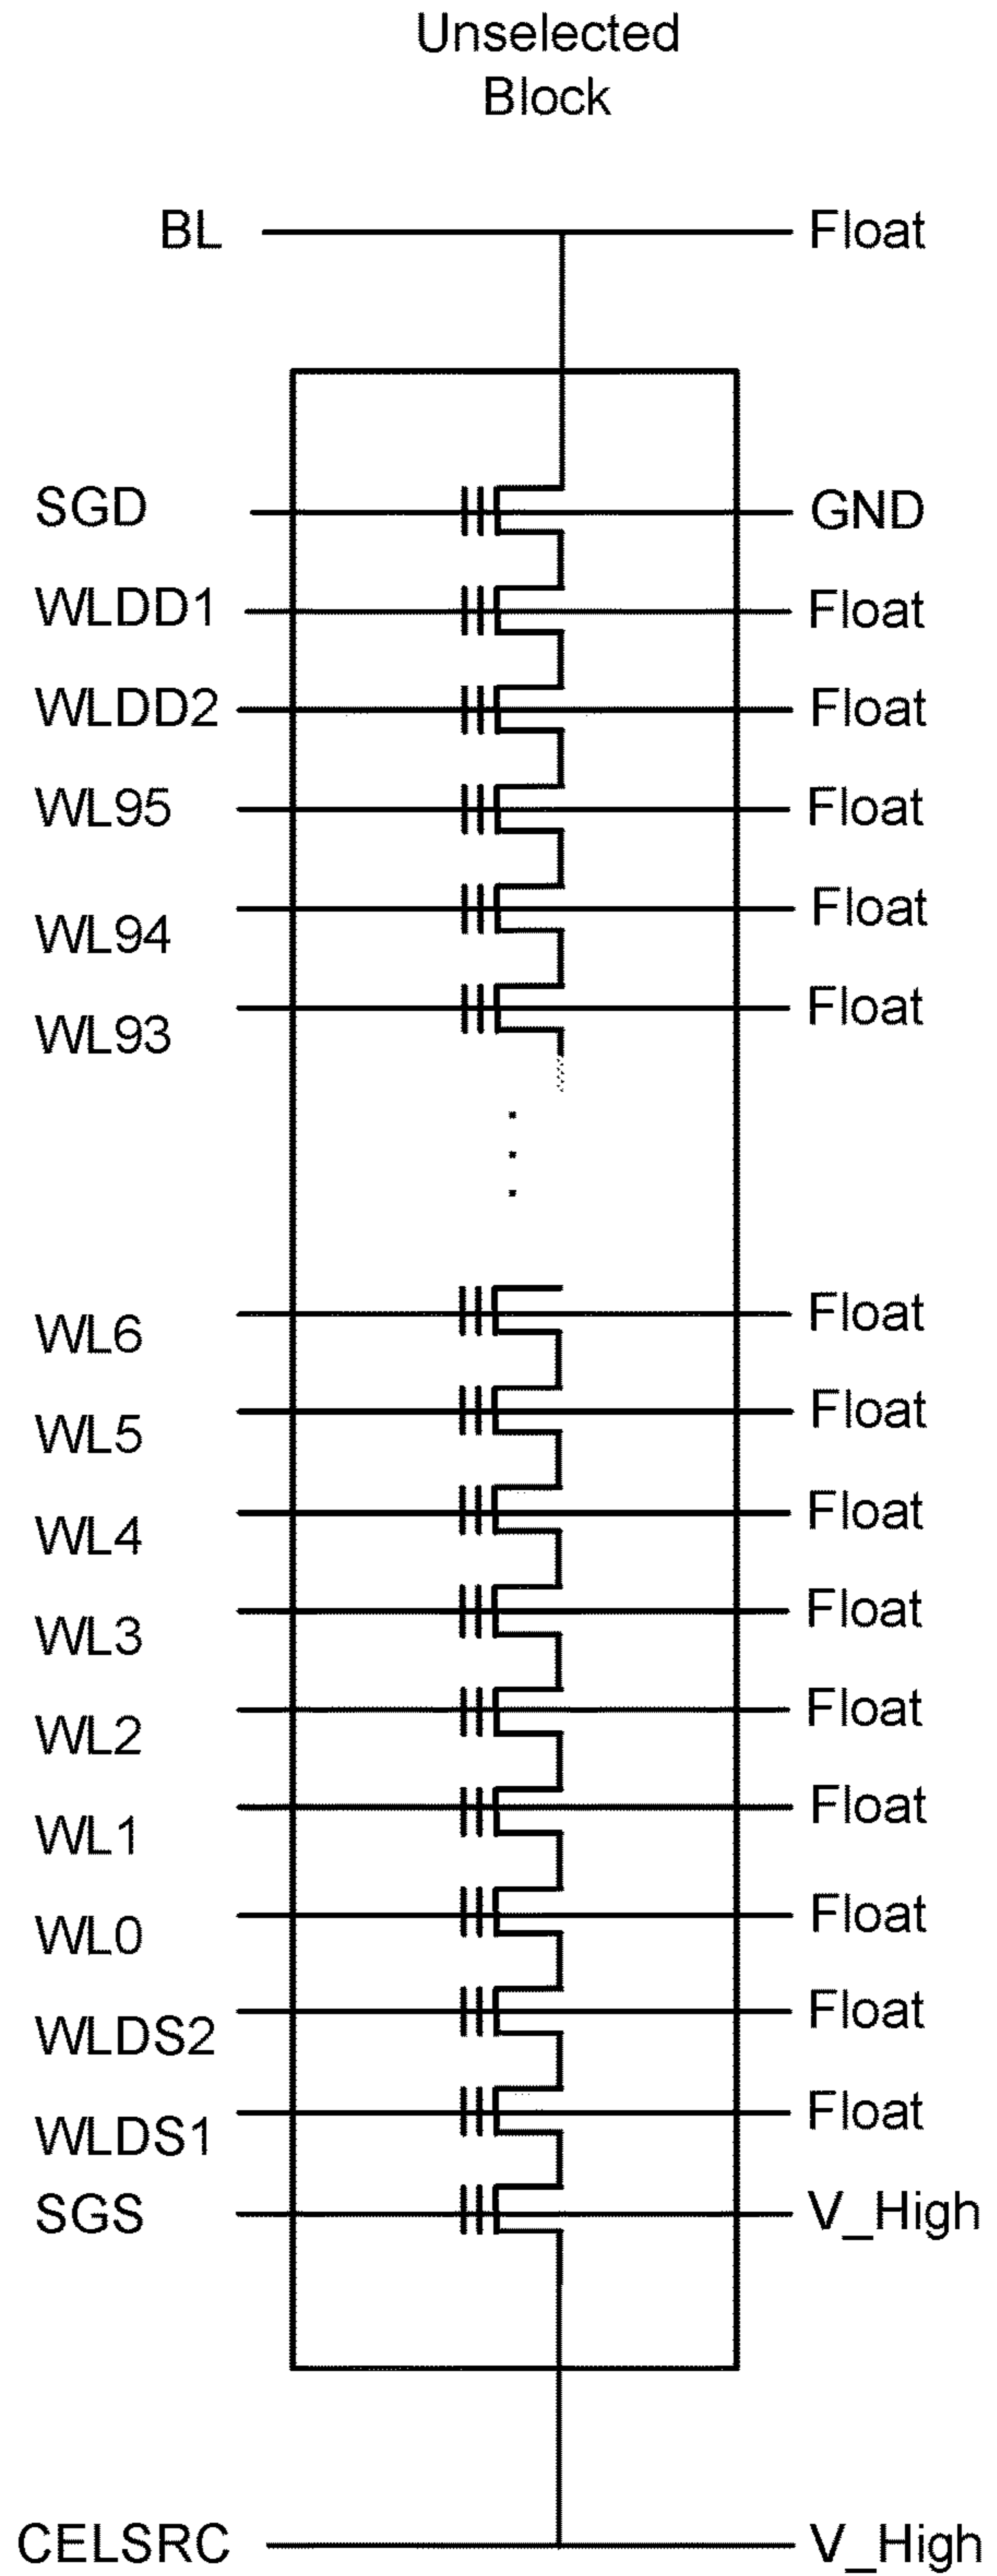 Unselected
Block
BL Float
SGD GND
WLDD1 Float
WLDD2 Float
WL95 Float
WL94 Float
WL93 Float
WL6 Float
WL5 Float
WL4 Float
WL3 Float
WL2 Float
WL1 Float
WL0 Float
WLDS2 Float
WLDS1 Float
SGS V_High
CELSRC V_High